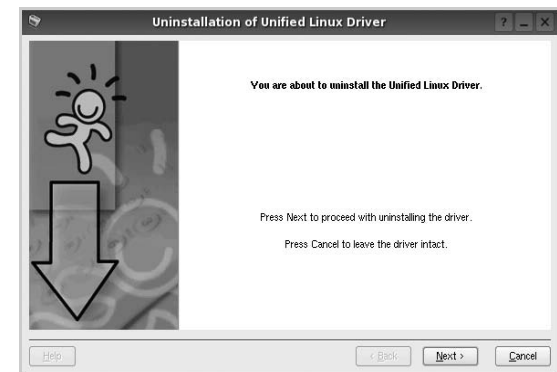 Uninstallation of Unified Linux Driver
You are about to uninstall the Unified Linux Driver.
Press Next to proceed with uninstalling the driver.
Press Cancel to leave the driver intact.
Help
< Back
Next >
Cancel